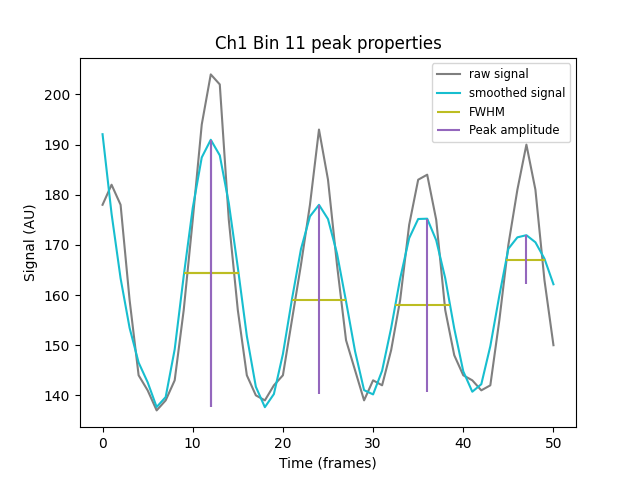 Ch1 Bin 11 peak properties
raw signal
smoothed signal
FWHM
Peak amplitude
Signal (AU)
200
190
180
170
160
150
140
0 10 20 30 40 50
Time (frames)